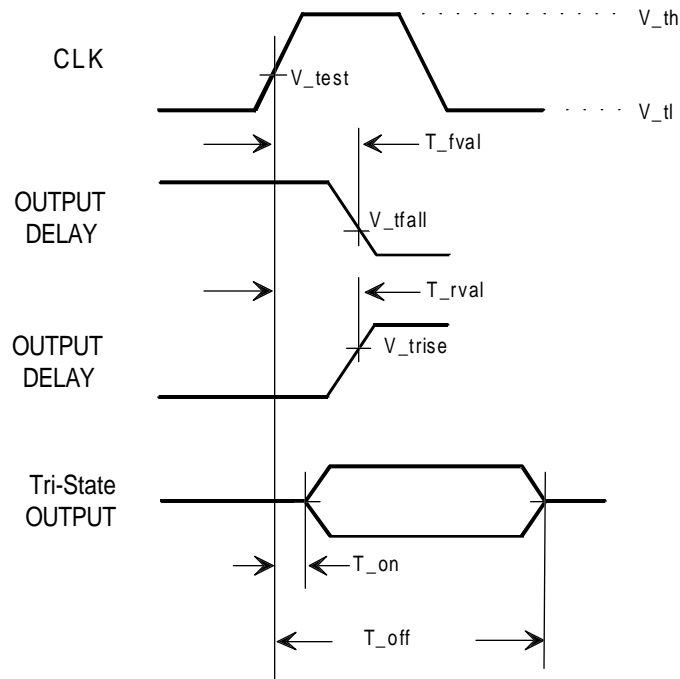 V_th
CLK
V_test
V_tl
T_fval
OUTPUT
DELAY
V_tfall
T_rval
OUTPUT
DELAY
V_trise
Tri-State
OUTPUT
T_on
T_off